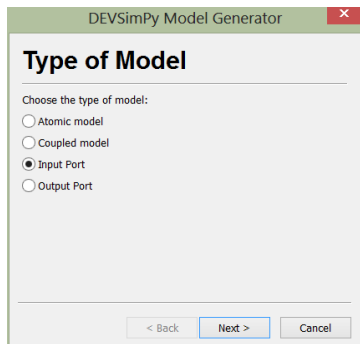 DEVSimPy Model Generator
Type of Model
Choose the type of model:
Atomic model
Coupled model
Input Port
Output Port
< Back Next > Cancel